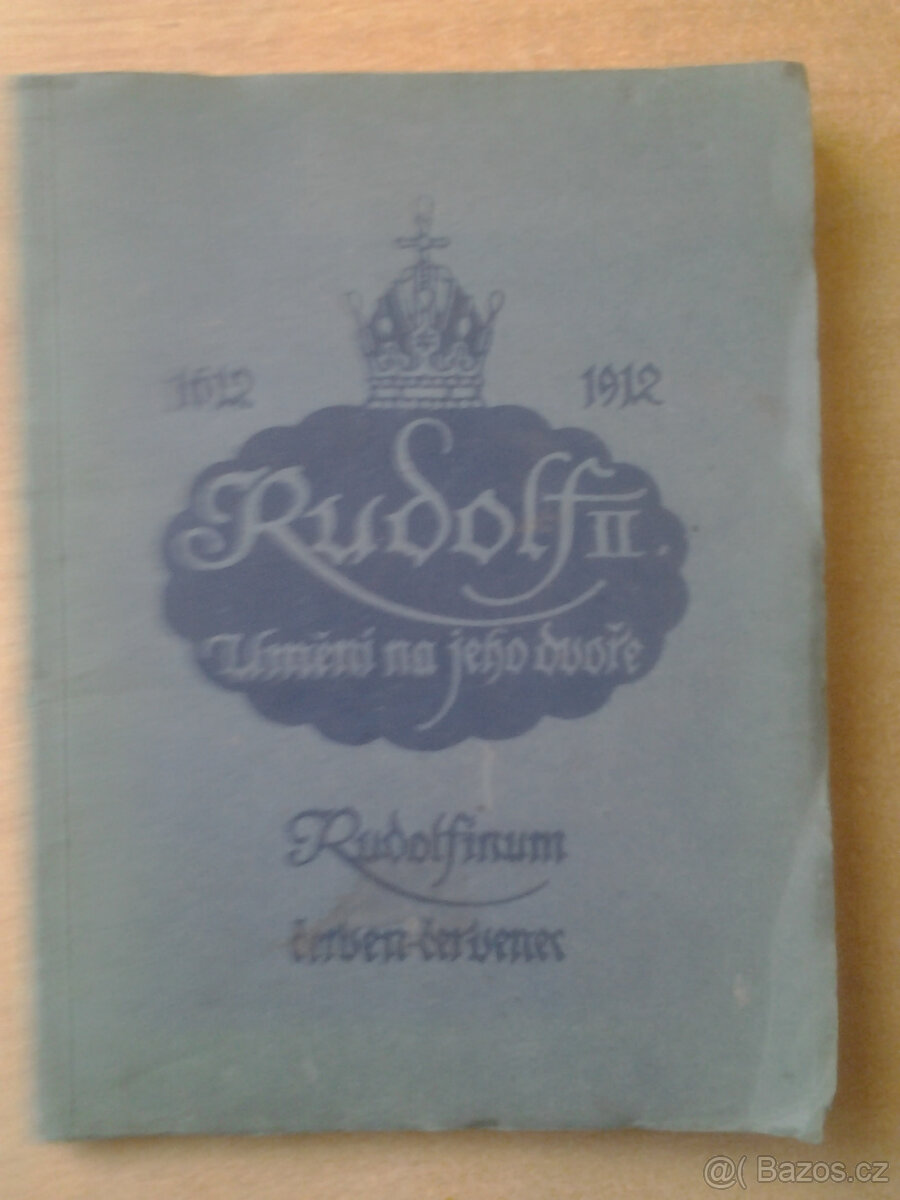 1612 1912
Rudolf II.
Umění na jeho dvoře
Rudolfinum
červen-červenec
@( Bazos.cz